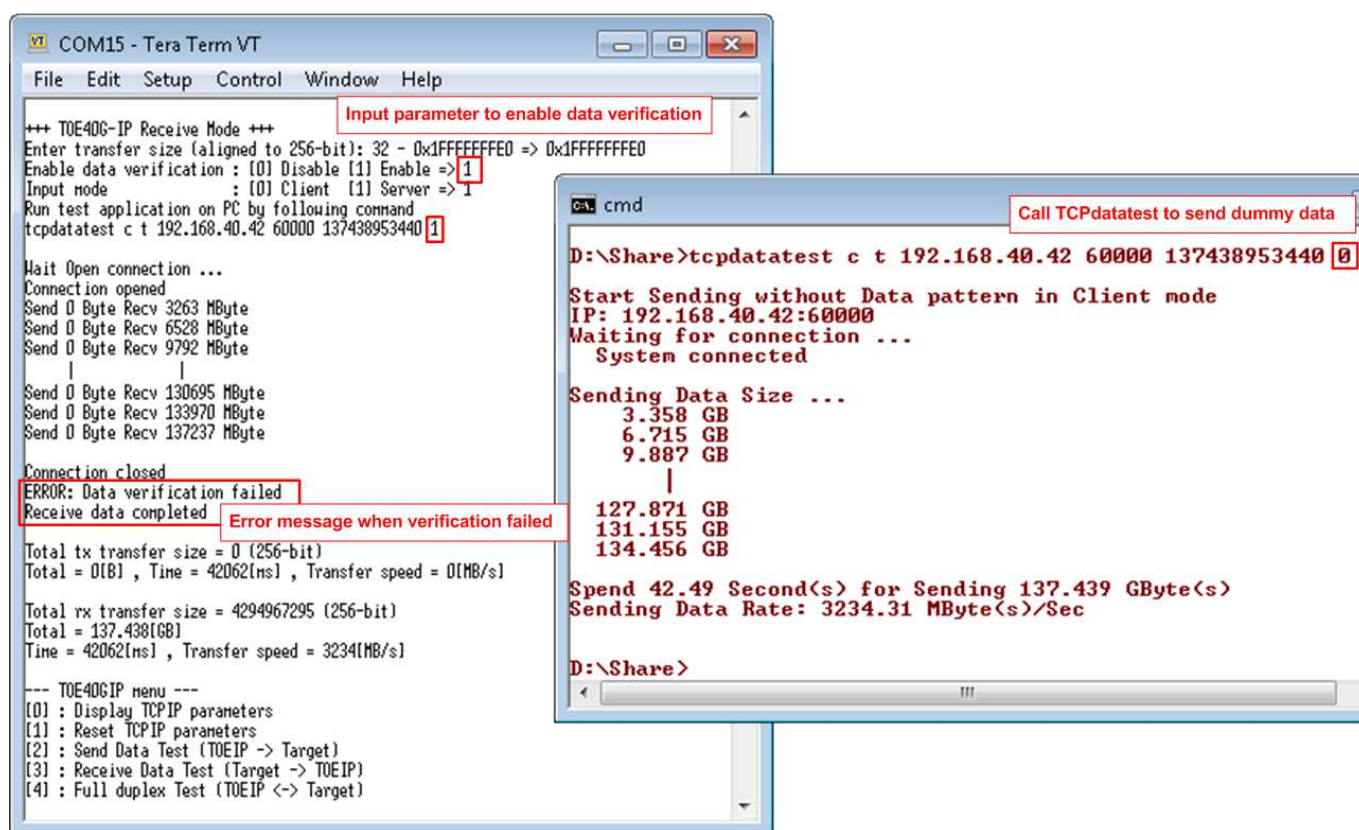 COM15 - Tera Term VT
File Edit Setup Control Window Help
Input parameter to enable data verification
+++ TOE40G-IP Receive Mode +++
Enter transfer size (aligned to 256-bit): 32 - 0x1FFFFFFFE0 => 0x1FFFFFFFE0
Enable data verification : [0] Disable [1] Enable => 1
Input mode : [0] Client [1] Server => 1
Run test application on PC by following command
tcpdatatest c t 192.168.40.42 60000 137438953440 1
Wait Open connection ...
Connection opened
Send 0 Byte Recv 3263 MByte
Send 0 Byte Recv 6528 MByte
Send 0 Byte Recv 9792 MByte
| |
Send 0 Byte Recv 130695 MByte
Send 0 Byte Recv 133970 MByte
Send 0 Byte Recv 137237 MByte
Connection closed
ERROR: Data verification failed
Receive data completed
Error message when verification failed
Total tx transfer size = 0 (256-bit)
Total = 0[B] , Time = 42062[ms] , Transfer speed = 0[MB/s]
Total rx transfer size = 4294967295 (256-bit)
Total = 137.438[GB]
Time = 42062[ms] , Transfer speed = 3234[MB/s]
--- TOE40GIP menu ---
[0] : Display TCPIP parameters
[1] : Reset TCPIP parameters
[2] : Send Data Test (TOEIP -> Target)
[3] : Receive Data Test (Target -> TOEIP)
[4] : Full duplex Test (TOEIP <-> Target)
cmd
Call TCPdatatest to send dummy data
D:\Share>tcpdatatest c t 192.168.40.42 60000 137438953440 0
Start Sending without Data pattern in Client mode
IP: 192.168.40.42:60000
Waiting for connection ...
System connected
Sending Data Size ...
3.358 GB
6.715 GB
9.887 GB
|
127.871 GB
131.155 GB
134.456 GB
Spend 42.49 Second(s) for Sending 137.439 GByte(s)
Sending Data Rate: 3234.31 MByte(s)/Sec
D:\Share>